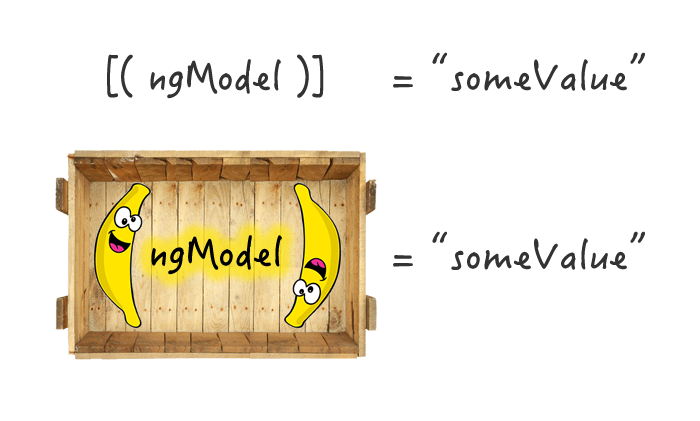 [( ngModel )] = “someValue”
ngModel = “someValue”